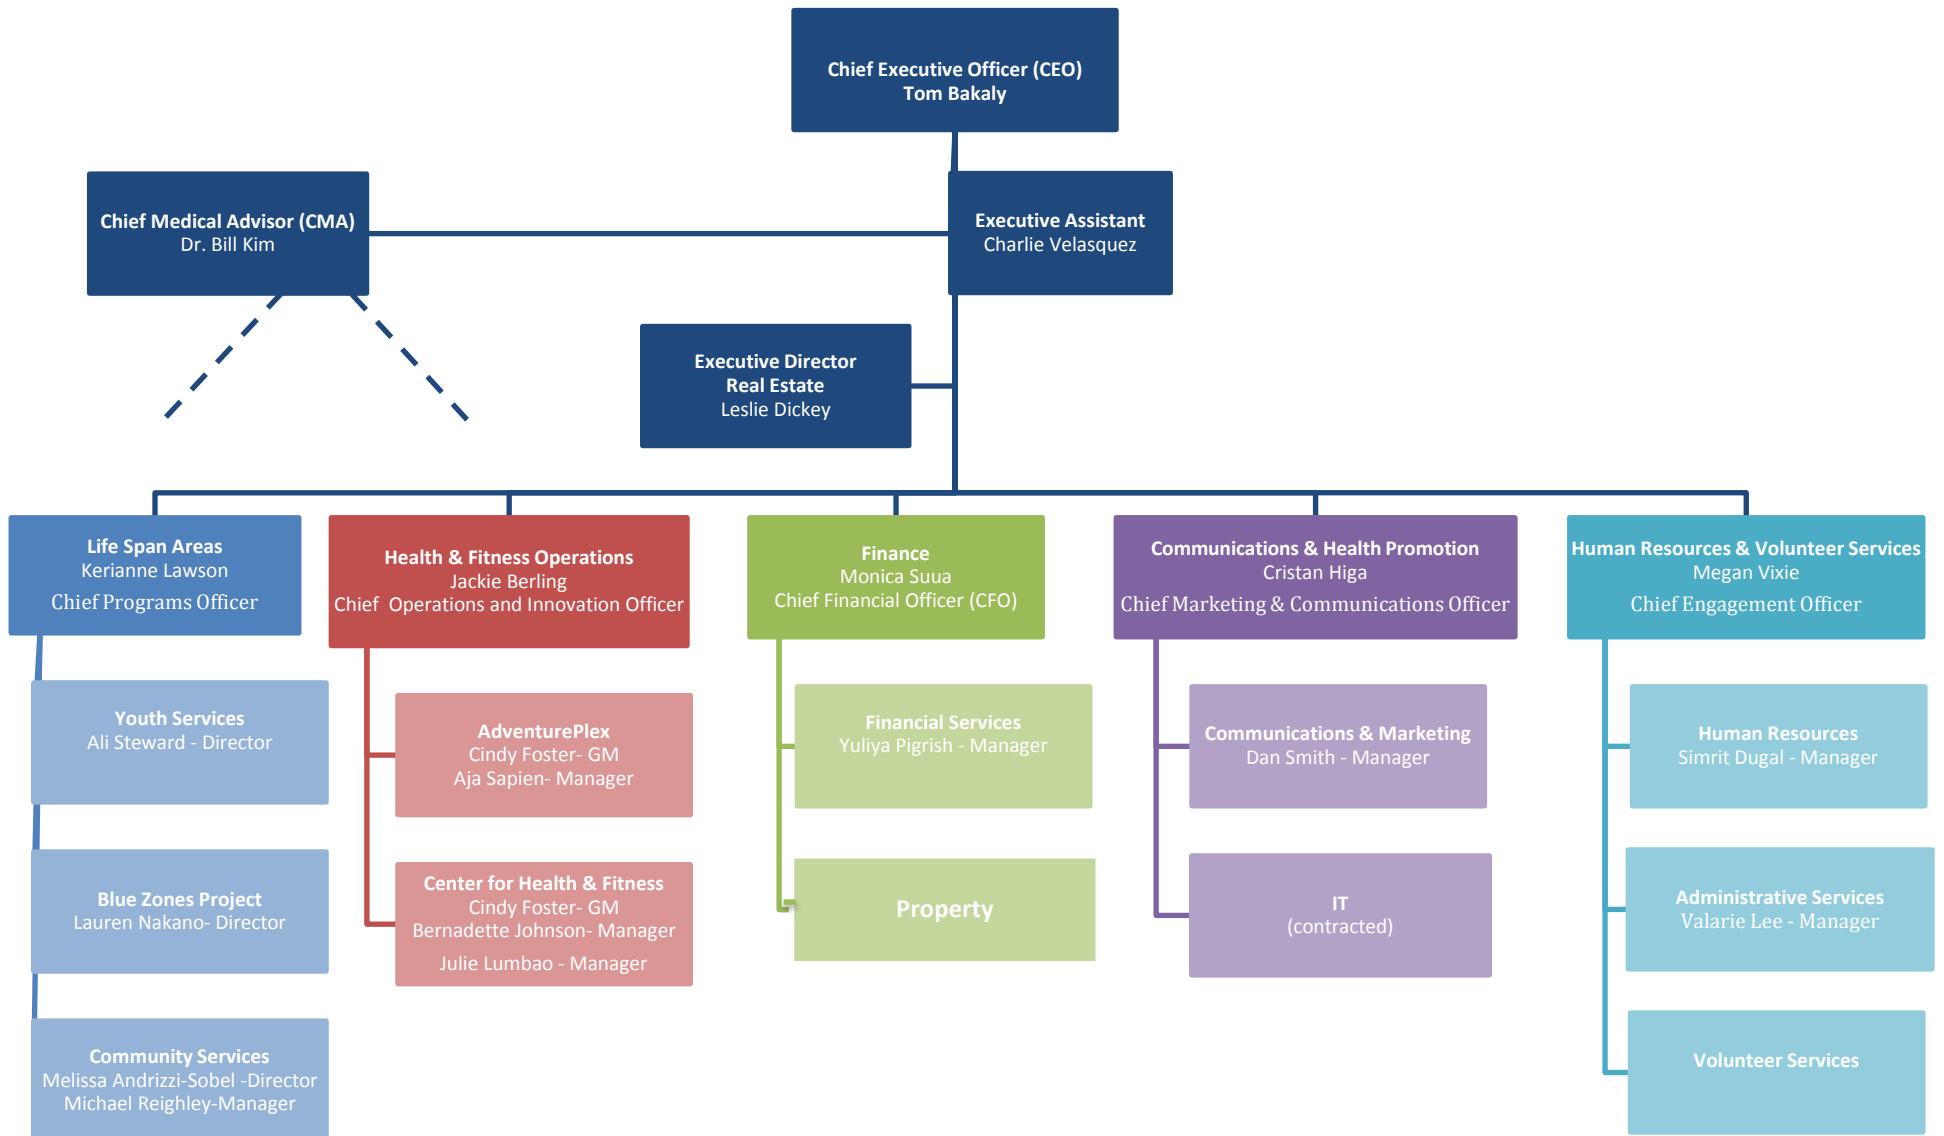 Chief Executive Officer (CEO)
Tom Bakaly
Chief Medical Advisor (CMA)
Dr. Bill Kim
Executive Assistant
Charlie Velasquez
Executive Director
Real Estate
Leslie Dickey
Life Span Areas
Kerianne Lawson
Chief Programs Officer
Health & Fitness Operations
Jackie Berling
Chief  Operations and Innovation Officer
Finance
Monica Suua
Chief Financial Officer (CFO)
Communications & Health Promotion
Cristan Higa
Chief Marketing & Communications Officer
Human Resources & Volunteer Services
Megan Vixie
Chief Engagement Officer
Youth Services
Ali Steward - Director
AdventurePlex
Cindy Foster- GM
Aja Sapien- Manager
Financial Services
Yuliya Pigrish - Manager
Communications & Marketing
Dan Smith - Manager
Human Resources
Simrit Dugal - Manager
Blue Zones Project
Lauren Nakano- Director
Center for Health & Fitness
Cindy Foster- GM
Bernadette Johnson- Manager
Julie Lumbao - Manager
Property
IT
(contracted)
Administrative Services
Valarie Lee - Manager
Community Services
Melissa Andrizzi-Sobel -Director
Michael Reighley-Manager
Volunteer Services